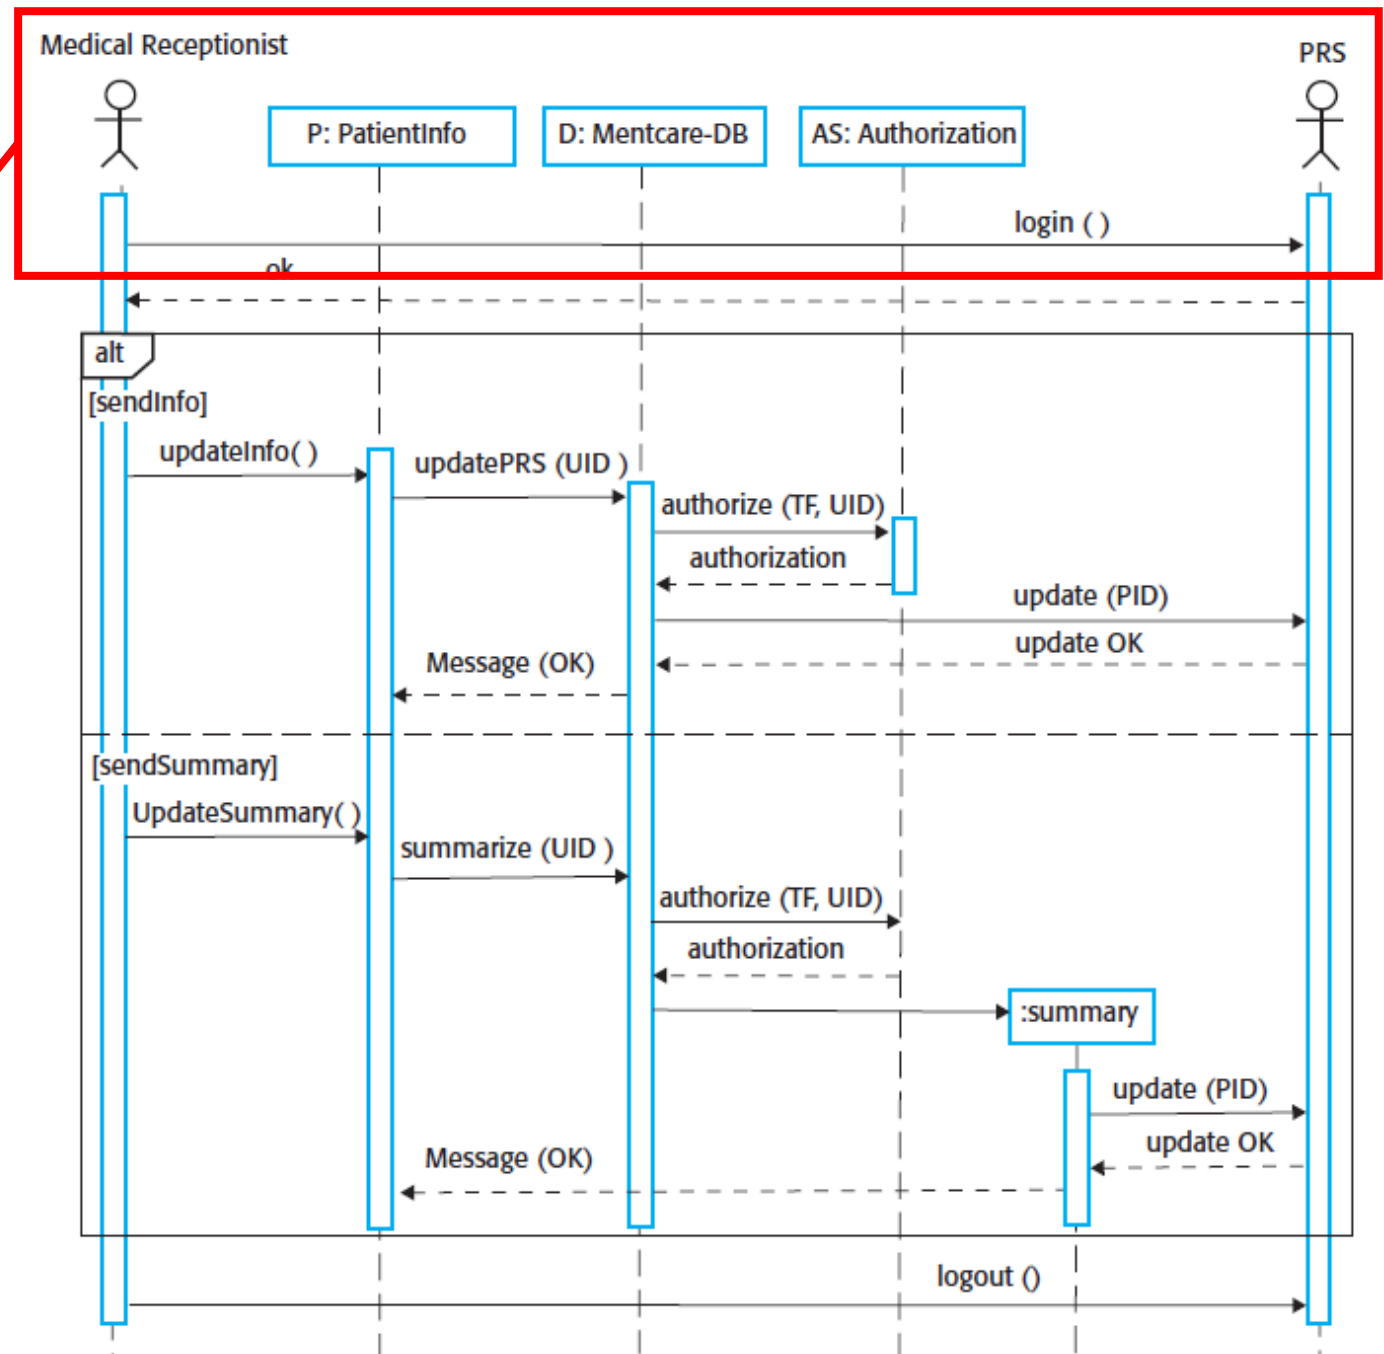 Medical Receptionist
PRS
P: PatientInfo
D: Mentcare-DB
AS: Authorization
login ( )
ok
alt
[sendInfo]
updateInfo( )
updatePRS (UID )
authorize (TF, UID)
authorization
update (PID)
update OK
Message (OK)
[sendSummary]
UpdateSummary( )
summarize (UID )
authorize (TF, UID)
authorization
:summary
update (PID)
update OK
Message (OK)
logout ()